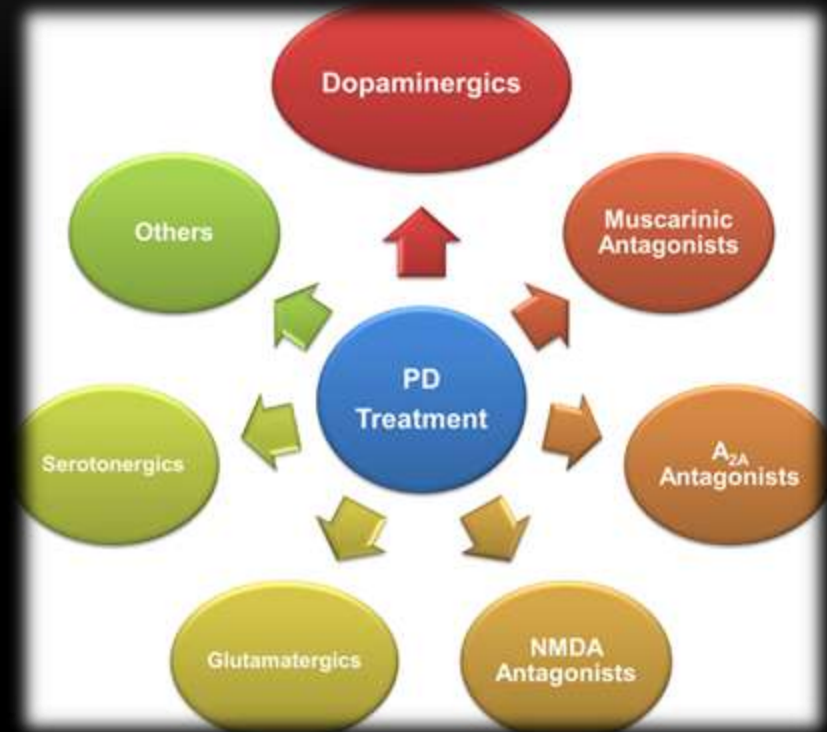 Dopaminergics
Muscarinic
Antagonists
A2A
Antagonists
NMDA
Antagonists
Glutamatergics
Serotonergics
Others
PD
Treatment